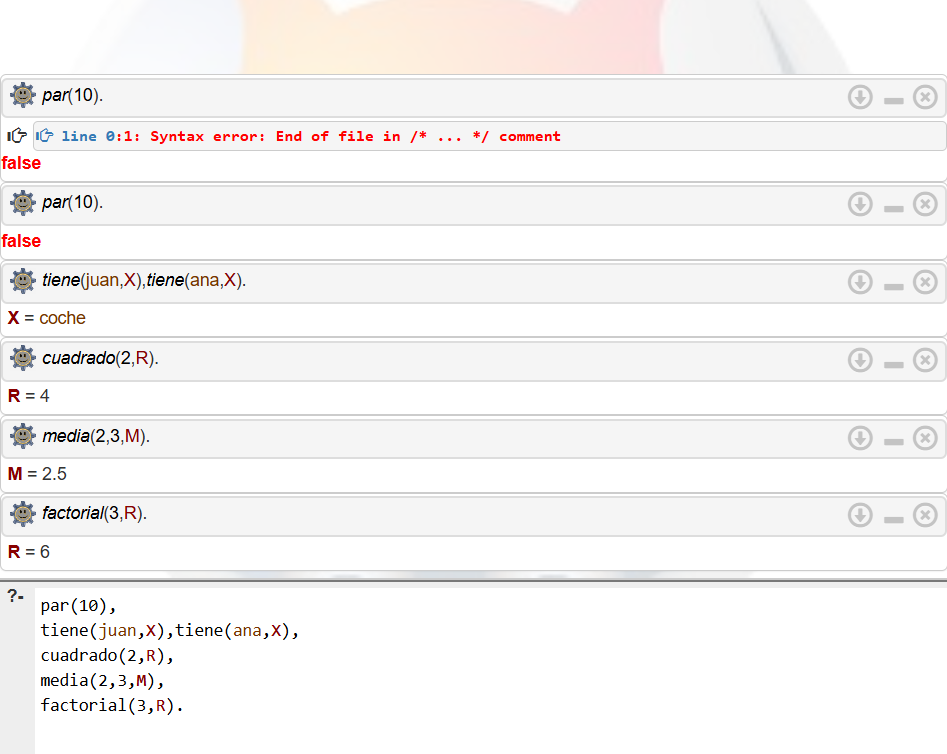 par(10).
line 0:1: Syntax error: End of file in /* ... */ comment
false
par(10).
false
tiene(juan,X),tiene(ana,X).
X = coche
cuadrado(2,R).
R = 4
media(2,3,M).
M = 2.5
factorial(3,R).
R = 6
?- par(10),
tiene(juan,X),tiene(ana,X),
cuadrado(2,R),
media(2,3,M),
factorial(3,R).